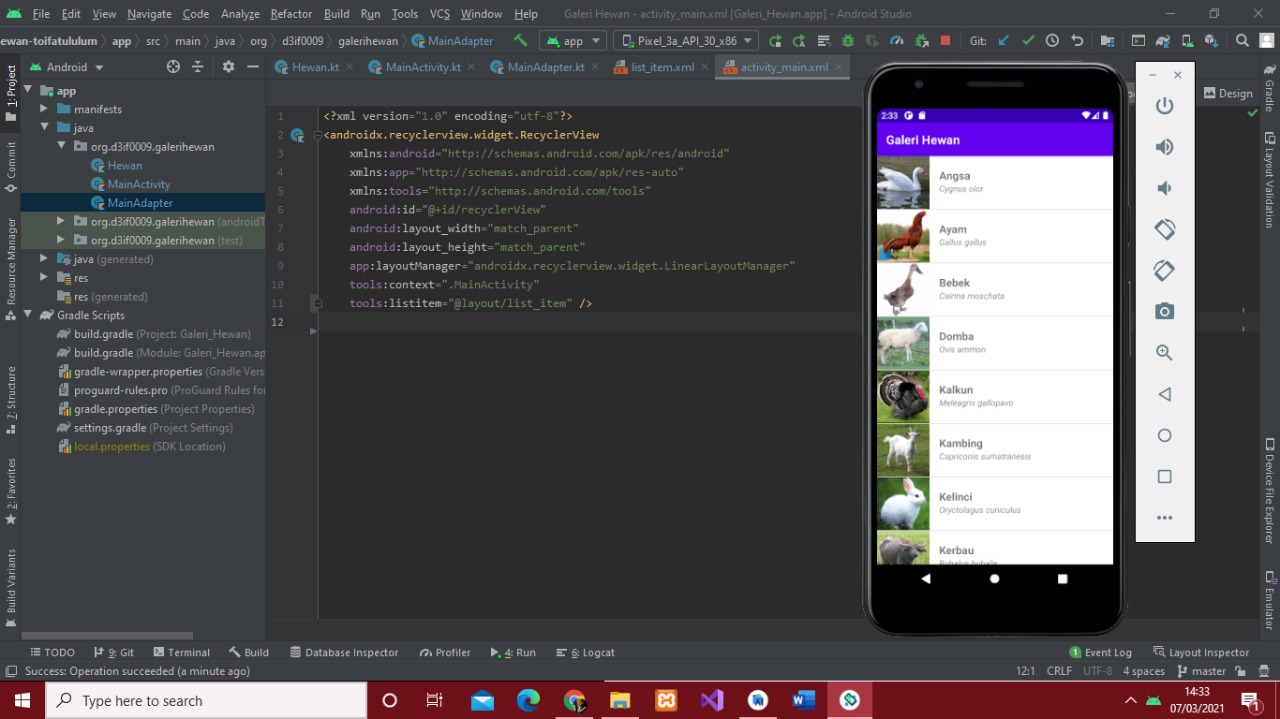 File Edit View Navigate Code Analyze Refactor Build Run Tools VCS Window Help Galeri Hewan - activity_main.xml [Galeri_Hewan.app] - Android Studio
ewan-toifatululum app src main java org d3if0009 galerihewan MainAdapter app Pixel_3a_API_30_x86 Git:
Android Hewan.kt MainActivity.kt MainAdapter.kt list_item.xml activity_main.xml
Design
1: Project
Commit
Resource Manager
7: Structure
2: Favorites
Build Variants
app
manifests
java
org.d3if0009.galerihewan
Hewan
MainActivity
MainAdapter
org.d3if0009.galerihewan (androidT
org.d3if0009.galerihewan (test)
java (generated)
res
res (generated)
Gradle Scripts
build.gradle (Project: Galeri_Hewan)
build.gradle (Module: Galeri_Hewan.ap
gradle-wrapper.properties (Gradle Vers
proguard-rules.pro (ProGuard Rules for
gradle.properties (Project Properties)
settings.gradle (Project Settings)
local.properties (SDK Location)
1 <?xml version="1.0" encoding="utf-8"?>
2 <androidx.recyclerview.widget.RecyclerView
3 xmlns:android="http://schemas.android.com/apk/res/android"
4 xmlns:app="http://schemas.android.com/apk/res-auto"
5 xmlns:tools="http://schemas.android.com/tools"
6 android:id="@+id/recyclerView"
7 android:layout_width="match_parent"
8 android:layout_height="match_parent"
9 app:layoutManager="androidx.recyclerview.widget.LinearLayoutManager"
10 tools:context=".MainActivity"
11 tools:listitem="@layout/list_item" />
12
2:33
Galeri Hewan
Angsa
Cygnus olor
Ayam
Gallus gallus
Bebek
Cairina moschata
Domba
Ovis ammon
Kalkun
Meleagris gallopavo
Kambing
Capriconis sumatranesis
Kelinci
Oryctolagus cuniculus
Kerbau
Bubalus bubalis
Gradle
Layout Validation
Device File Explorer
Emulator
TODO 9: Git Terminal Build Database Inspector Profiler 4: Run 6: Logcat 1 Event Log Layout Inspector
Success: Operation succeeded (a minute ago) 12:1 CRLF UTF-8 4 spaces master
Type here to search
14:33
07/03/2021
1